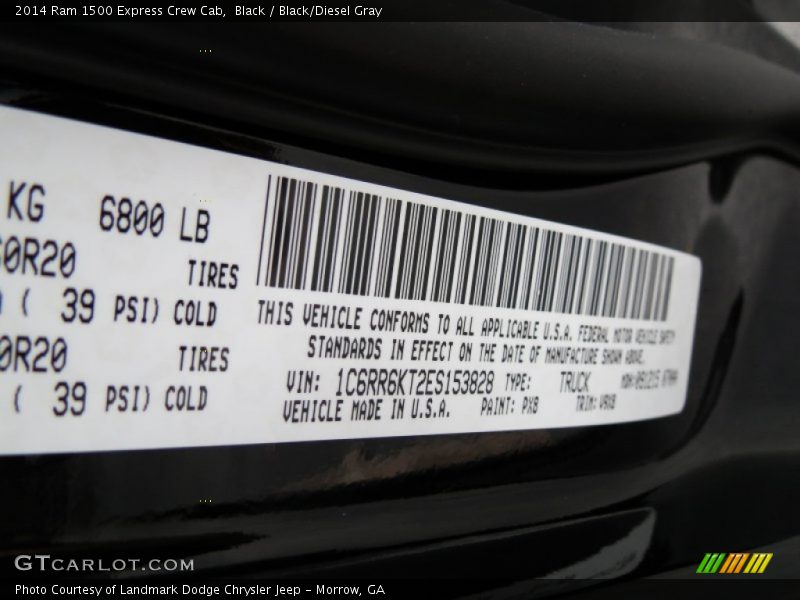 2014 Ram 1500 Express Crew Cab, Black / Black/Diesel Gray
KG 6800 LB
0R20 TIRES
( 39 PSI) COLD
0R20 TIRES
( 39 PSI) COLD
THIS VEHICLE CONFORMS TO ALL APPLICABLE U.S.A. FEDERAL MOTOR VEHICLE SAFETY
STANDARDS IN EFFECT ON THE DATE OF MANUFACTURE SHOWN ABOVE.
VIN: 1C6RR6KT2ES153828 TYPE: TRUCK
VEHICLE MADE IN U.S.A. PAINT: PX8 TRIM: V9X8
GTCARLOT.COM
Photo Courtesy of Landmark Dodge Chrysler Jeep - Morrow, GA